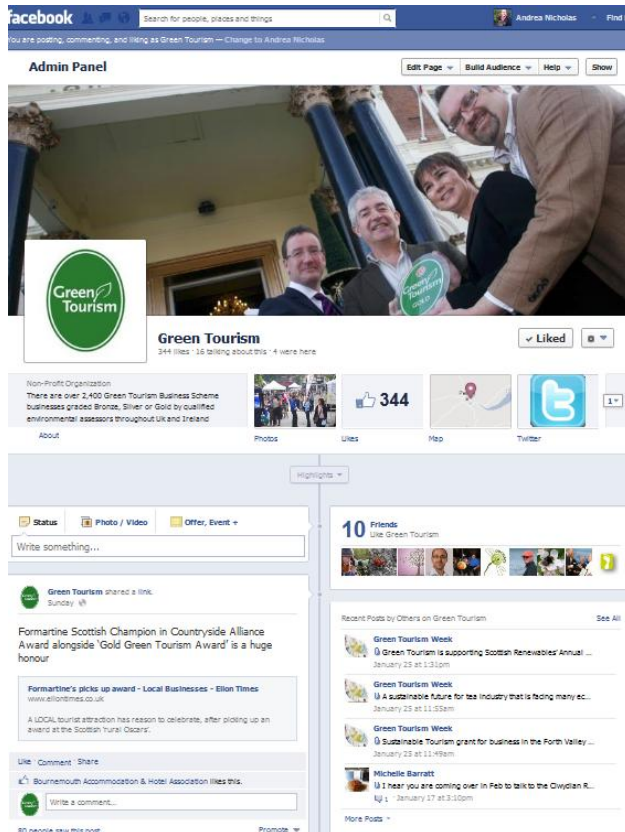 facebook
Search for people, places and things
Andrea Nicholas
Find
You are posting, commenting, and liking as Green Tourism — Change to Andrea Nicholas
Admin Panel
Edit Page
Build Audience
Help
Show
Green Tourism
GOLD
Green Tourism
Green Tourism
344 likes · 16 talking about this · 4 were here
Liked
Non-Profit Organization
There are over 2,400 Green Tourism Business Scheme
businesses graded Bronze, Silver or Gold by qualified
environmental assessors throughout Uk and Ireland
About
344
1
Photos
Likes
Map
Twitter
Highlights
Status
Photo / Video
Offer, Event +
Write something...
10 Friends
Like Green Tourism
Green Tourism shared a link.
Sunday
Formartine Scottish Champion in Countryside Alliance
Award alongside 'Gold Green Tourism Award' is a huge
honour
Formartine's picks up award - Local Businesses - Ellon Times
www.ellontimes.co.uk
A LOCAL tourist attraction has reason to celebrate, after picking up an
award at the Scottish 'rural Oscars'.
Like · Comment · Share
Bournemouth Accommodation & Hotel Association likes this.
Write a comment...
80 people saw this post
Promote
Recent Posts by Others on Green Tourism
See All
Green Tourism Week
Green Tourism is supporting Scottish Renewables' Annual ...
January 25 at 1:31pm
Green Tourism Week
A sustainable future for tea industry that is facing many ec...
January 25 at 11:53am
Green Tourism Week
Sustainable Tourism grant for business in the Forth Valley ...
January 25 at 11:49am
Michelle Barratt
I hear you are coming over in Feb to talk to the Clwydian R...
1 · January 17 at 3:10pm
More Posts